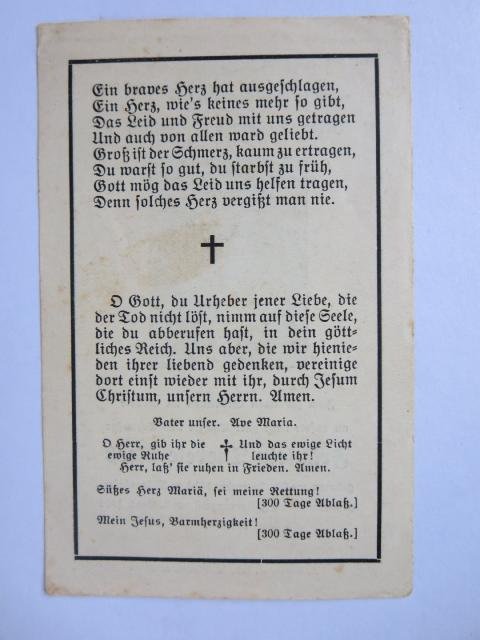 Ein braves Herz hat ausgeschlagen,
Ein Herz, wie's keines mehr so gibt,
Das Leid und Freud mit uns getragen
Und auch von allen ward geliebt.
Groß ist der Schmerz, kaum zu ertragen,
Du warst so gut, du starbst zu früh,
Gott mög das Leid uns helfen tragen,
Denn solches Herz vergißt man nie.
O Gott, du Urheber jener Liebe, die
der Tod nicht löst, nimm auf diese Seele,
die du abberufen hast, in dein gött-
liches Reich. Uns aber, die wir hienie-
den ihrer liebend gedenken, vereinige
dort einst wieder mit ihr, durch Jesum
Christum, unsern Herrn. Amen.
Vater unser. Ave Maria.
O Herr, gib ihr die ewige Ruhe
Und das ewige Licht leuchte ihr!
Herr, laß' sie ruhen in Frieden. Amen.
Süßes Herz Mariä, sei meine Rettung!
[300 Tage Ablaß.]
Mein Jesus, Barmherzigkeit!
[300 Tage Ablaß.]